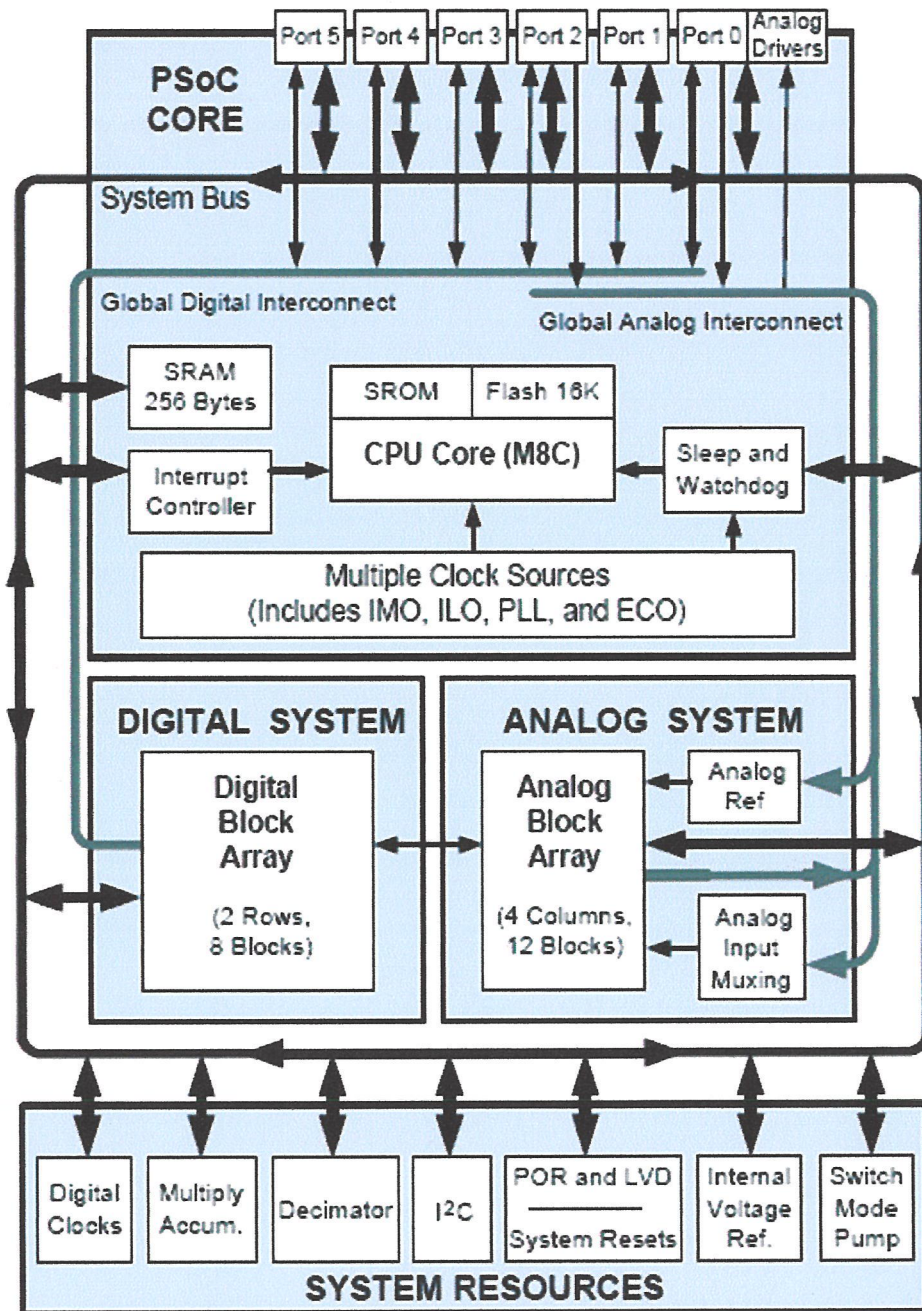 Port 5
Port 4
Port 3
Port 2
Port 1
Port 0
Analog
Drivers
PSoC
CORE
System Bus
Global Digital Interconnect
Global Analog Interconnect
SRAM
256 Bytes
SROM
Flash 16K
CPU Core (M8C)
Interrupt
Controller
Sleep and
Watchdog
Multiple Clock Sources
(Includes IMO, ILO, PLL, and ECO)
DIGITAL SYSTEM
Digital
Block
Array
(2 Rows,
8 Blocks)
ANALOG SYSTEM
Analog
Block
Array
(4 Columns,
12 Blocks)
Analog
Ref
Analog
Input
Muxing
Digital
Clocks
Multiply
Accum.
Decimator
I²C
POR and LVD
System Resets
Internal
Voltage
Ref.
Switch
Mode
Pump
SYSTEM RESOURCES